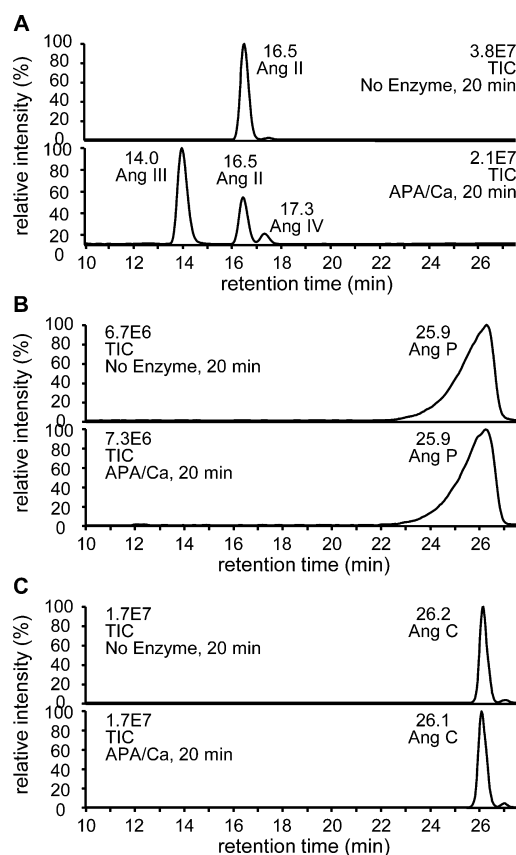 A
relative intensity (%)
100
80
60
40
20
0
16.5
Ang II
3.8E7
TIC
No Enzyme, 20 min
100
80
60
40
20
0
14.0
Ang III
16.5
Ang II
17.3
Ang IV
2.1E7
TIC
APA/Ca, 20 min
10 12 14 16 18 20 22 24 26
retention time (min)
B
relative intensity (%)
100
80
60
40
20
0
6.7E6
TIC
No Enzyme, 20 min
25.9
Ang P
100
80
60
40
20
0
7.3E6
TIC
APA/Ca, 20 min
25.9
Ang P
10 12 14 16 18 20 22 24 26
retention time (min)
C
relative intensity (%)
100
80
60
40
20
0
1.7E7
TIC
No Enzyme, 20 min
26.2
Ang C
100
80
60
40
20
0
1.7E7
TIC
APA/Ca, 20 min
26.1
Ang C
10 12 14 16 18 20 22 24 26
retention time (min)